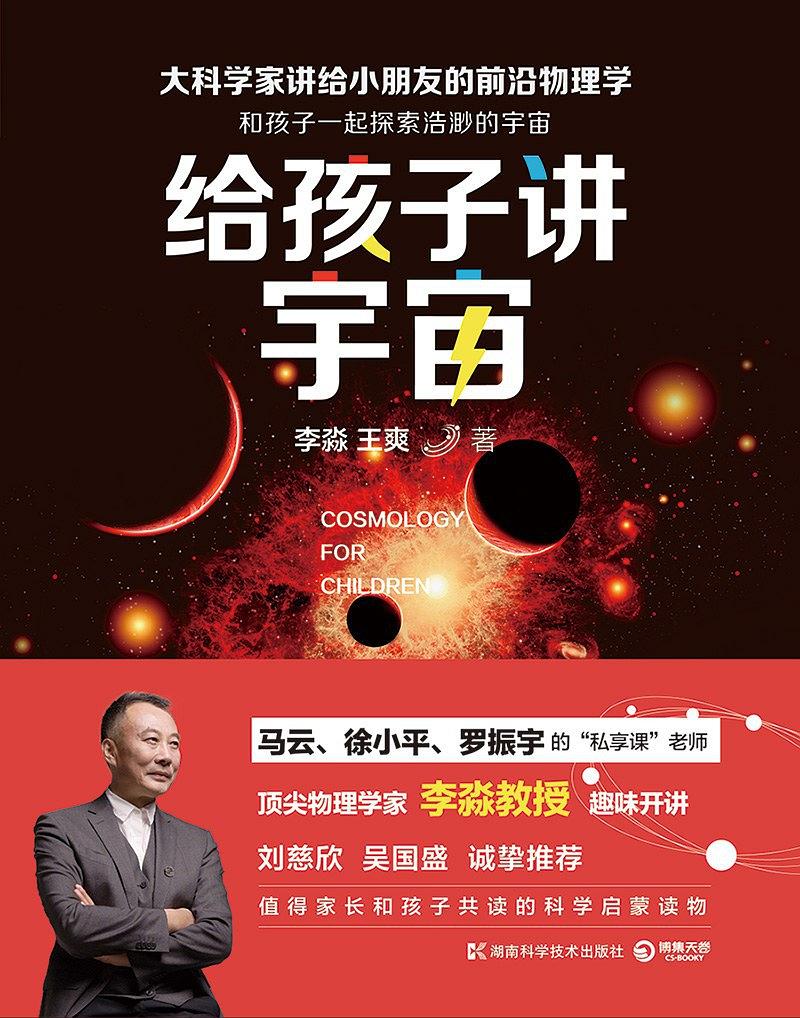 大科学家讲给小朋友的前沿物理学
和孩子一起探索浩渺的宇宙
给孩子讲
宇宙
李淼 王爽 著
COSMOLOGY
FOR
CHILDREN
马云、徐小平、罗振宇的“私享课”老师
顶尖物理学家 李淼教授 趣味开讲
刘慈欣 吴国盛 诚挚推荐
值得家长和孩子共读的科学启蒙读物
湖南科学技术出版社 博集天卷
CS-BOOKY